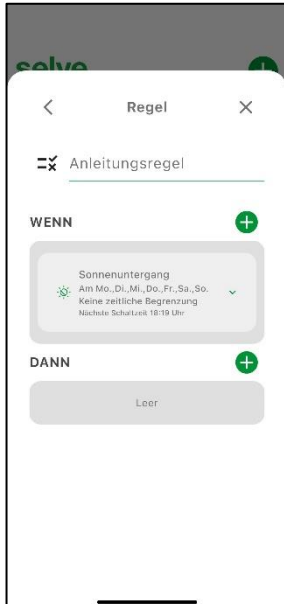 selve
Regel
Anleitungsregel
WENN
Sonnenuntergang
Am Mo.,Di.,Mi.,Do.,Fr.,Sa.,So.
Keine zeitliche Begrenzung
Nächste Schaltzeit 18:19 Uhr
DANN
Leer